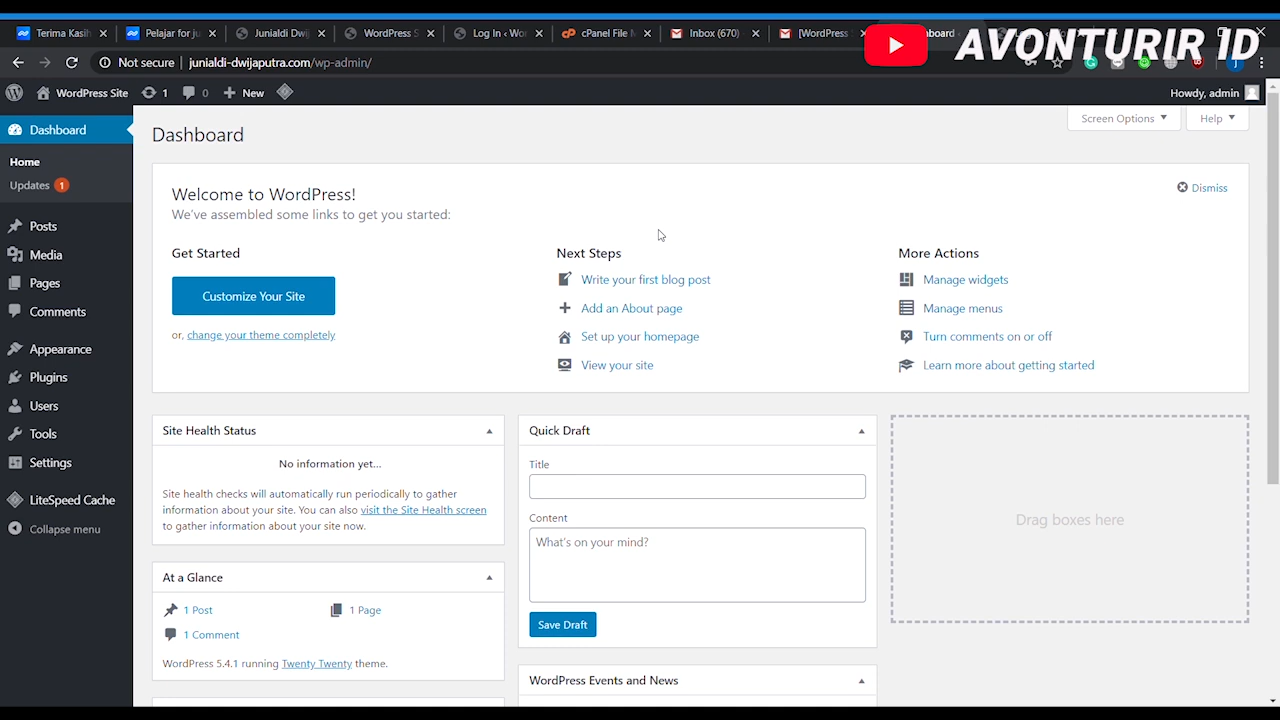 Terima Kasih
Pelajari for
Junialdi Dwij
WordPress S
Log In ‹ Wor
cPanel File M
Inbox (670)
[WordPress
AVONTURIR ID
Not secure
junialdi-dwijaputra.com/wp-admin/
WordPress Site
1
0
New
Howdy, admin
Dashboard
Home
Updates 1
Posts
Media
Pages
Comments
Appearance
Plugins
Users
Tools
Settings
LiteSpeed Cache
Collapse menu
Screen Options
Help
Dashboard
Welcome to WordPress!
Dismiss
We've assembled some links to get you started:
Get Started
Customize Your Site
or, change your theme completely
Next Steps
Write your first blog post
Add an About page
Set up your homepage
View your site
More Actions
Manage widgets
Manage menus
Turn comments on or off
Learn more about getting started
Site Health Status
No information yet...
Site health checks will automatically run periodically to gather
information about your site. You can also visit the Site Health screen
to gather information about your site now.
At a Glance
1 Post
1 Page
1 Comment
WordPress 5.4.1 running Twenty Twenty theme.
Quick Draft
Title
Content
What's on your mind?
Save Draft
WordPress Events and News
Drag boxes here